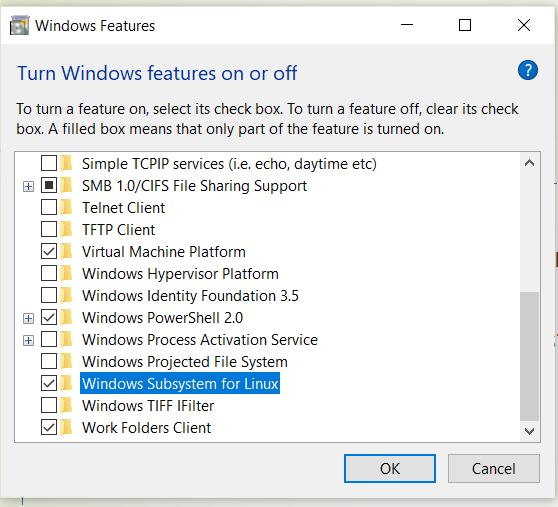 Windows Features
Turn Windows features on or off
?
To turn a feature on, select its check box. To turn a feature off, clear its check
box. A filled box means that only part of the feature is turned on.
Simple TCPIP services (i.e. echo, daytime etc)
SMB 1.0/CIFS File Sharing Support
Telnet Client
TFTP Client
Virtual Machine Platform
Windows Hypervisor Platform
Windows Identity Foundation 3.5
Windows PowerShell 2.0
Windows Process Activation Service
Windows Projected File System
Windows Subsystem for Linux
Windows TIFF IFilter
Work Folders Client
OK Cancel